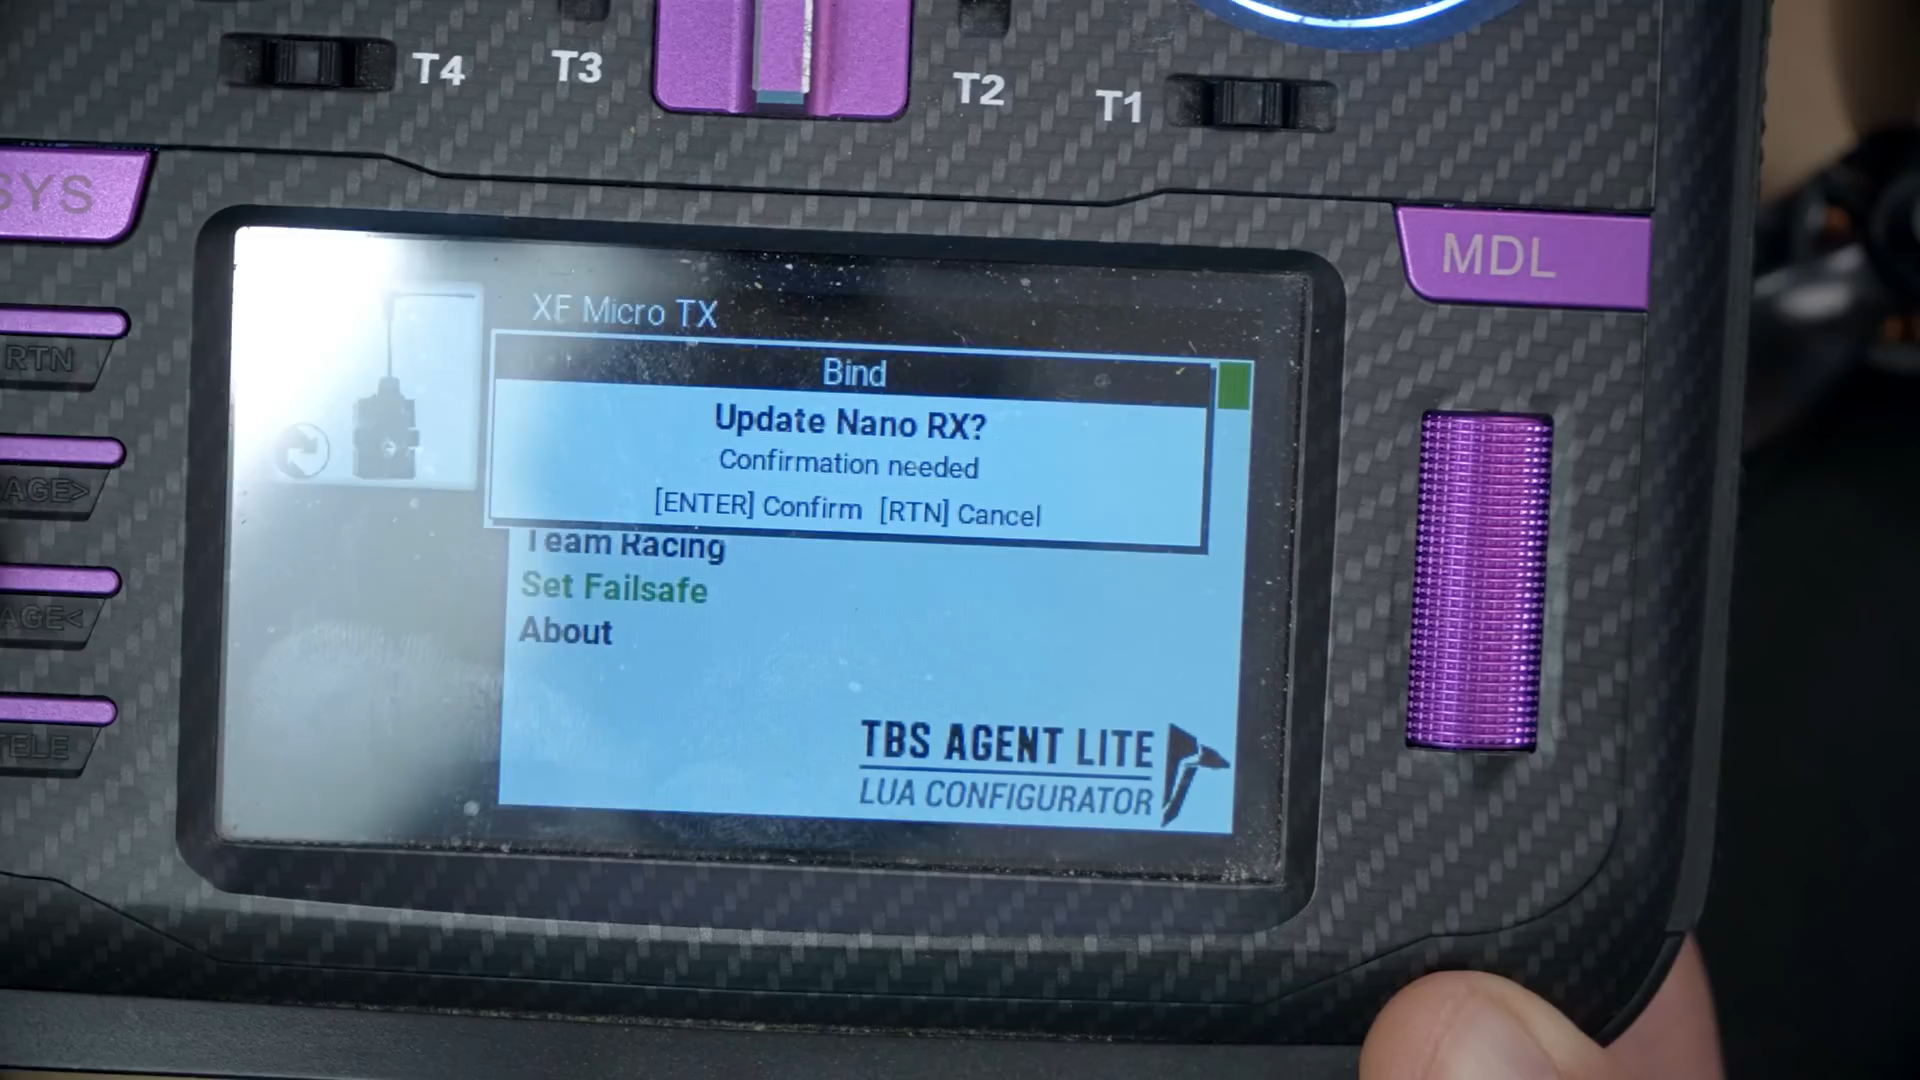 T4
T3
T2
T1
SYS
MDL
RTN
AGE>
AGE<
TELE
XF Micro TX
Bind
Update Nano RX?
Confirmation needed
[ENTER] Confirm [RTN] Cancel
Team Racing
Set Failsafe
About
TBS AGENT LITE
LUA CONFIGURATOR